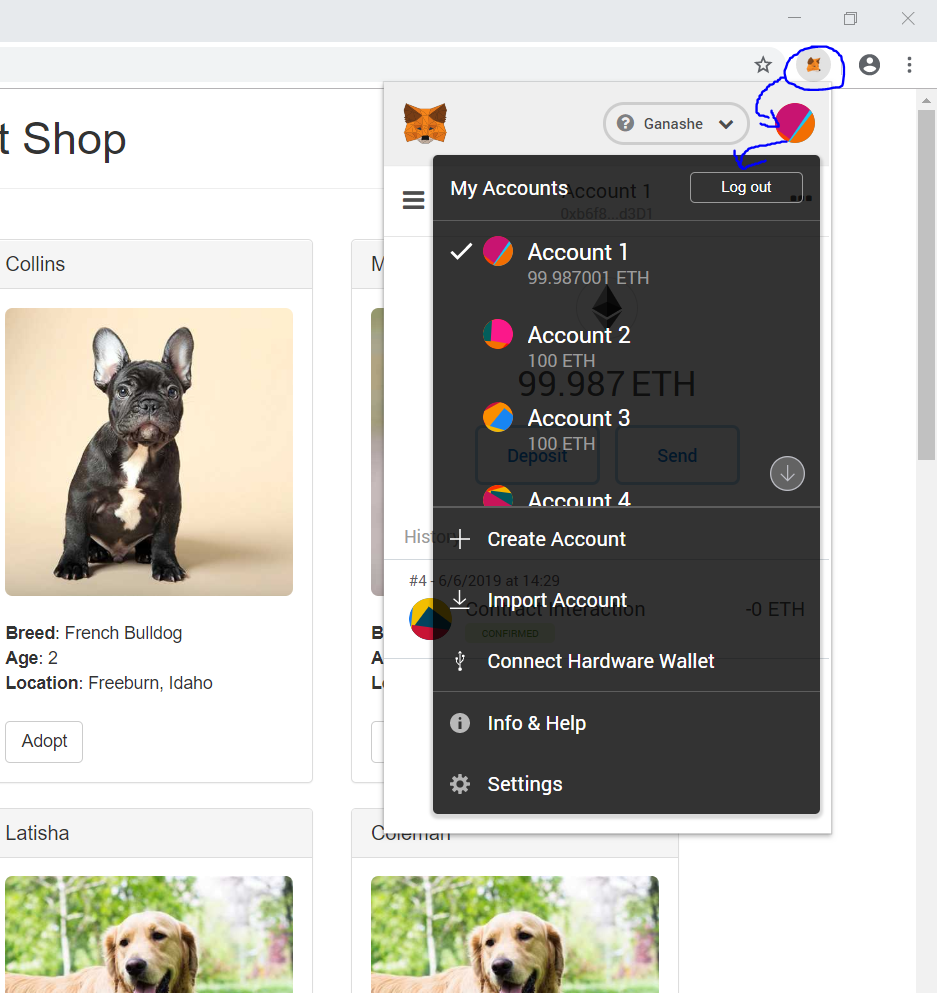 t Shop
Ganashe
My Accounts
Log out
Account 1
0xb6f8...d3D1
Collins
M
Account 1
99.987001 ETH
Account 2
100 ETH
99.987 ETH
Account 3
100 ETH
Deposit
Send
Account 4
History
Create Account
#4 - 6/6/2019 at 14:29
Import Account
Contract Interaction
-0 ETH
CONFIRMED
Connect Hardware Wallet
Info & Help
Settings
Breed: French Bulldog
Age: 2
Location: Freeburn, Idaho
Adopt
B
A
Lo
Latisha
Coleman